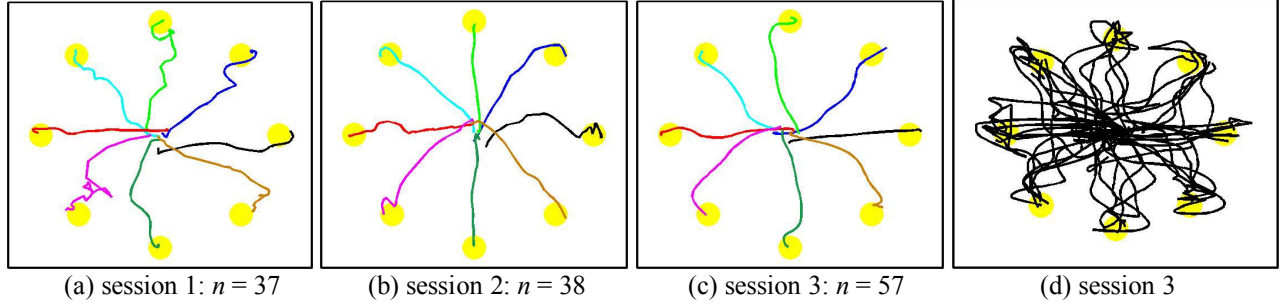 (a) session 1: n = 37
(b) session 2: n = 38
(c) session 3: n = 57
(d) session 3